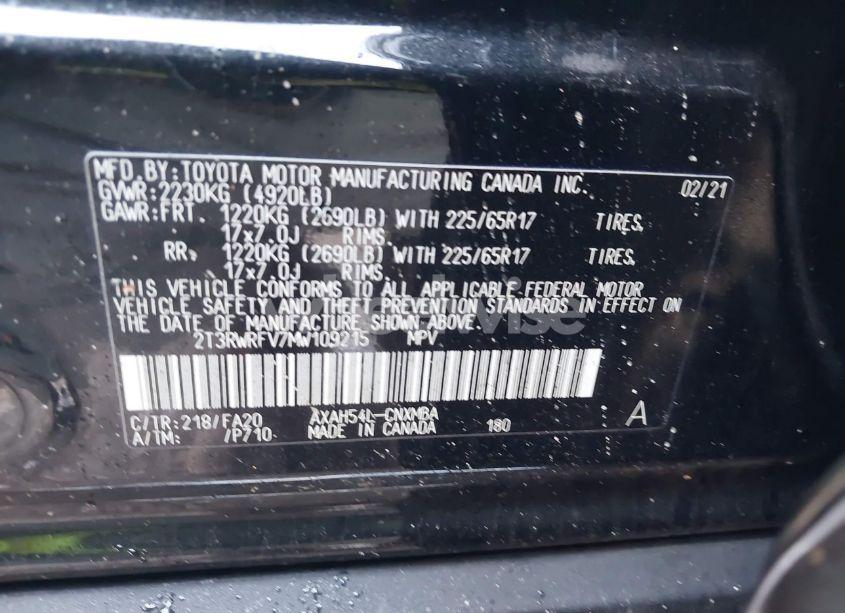 MFD. BY: TOYOTA MOTOR MANUFACTURING CANADA INC. 02/21
GVWR: 2230KG (4920LB)
GAWR: FRT. 1220KG (2690LB) WITH 225/65R17 TIRES,
17x7.0J RIMS.
RR. 1220KG (2690LB) WITH 225/65R17 TIRES,
17x7.0J RIMS.
THIS VEHICLE CONFORMS TO ALL APPLICABLE FEDERAL MOTOR
VEHICLE SAFETY AND THEFT PREVENTION STANDARDS IN EFFECT ON
THE DATE OF MANUFACTURE SHOWN ABOVE.
2T3RWRFV7MW109215 MPV
C/TR: 218/FA20 AXAH54L-CNXMBA
A/TM: /P710 MADE IN CANADA 180 A